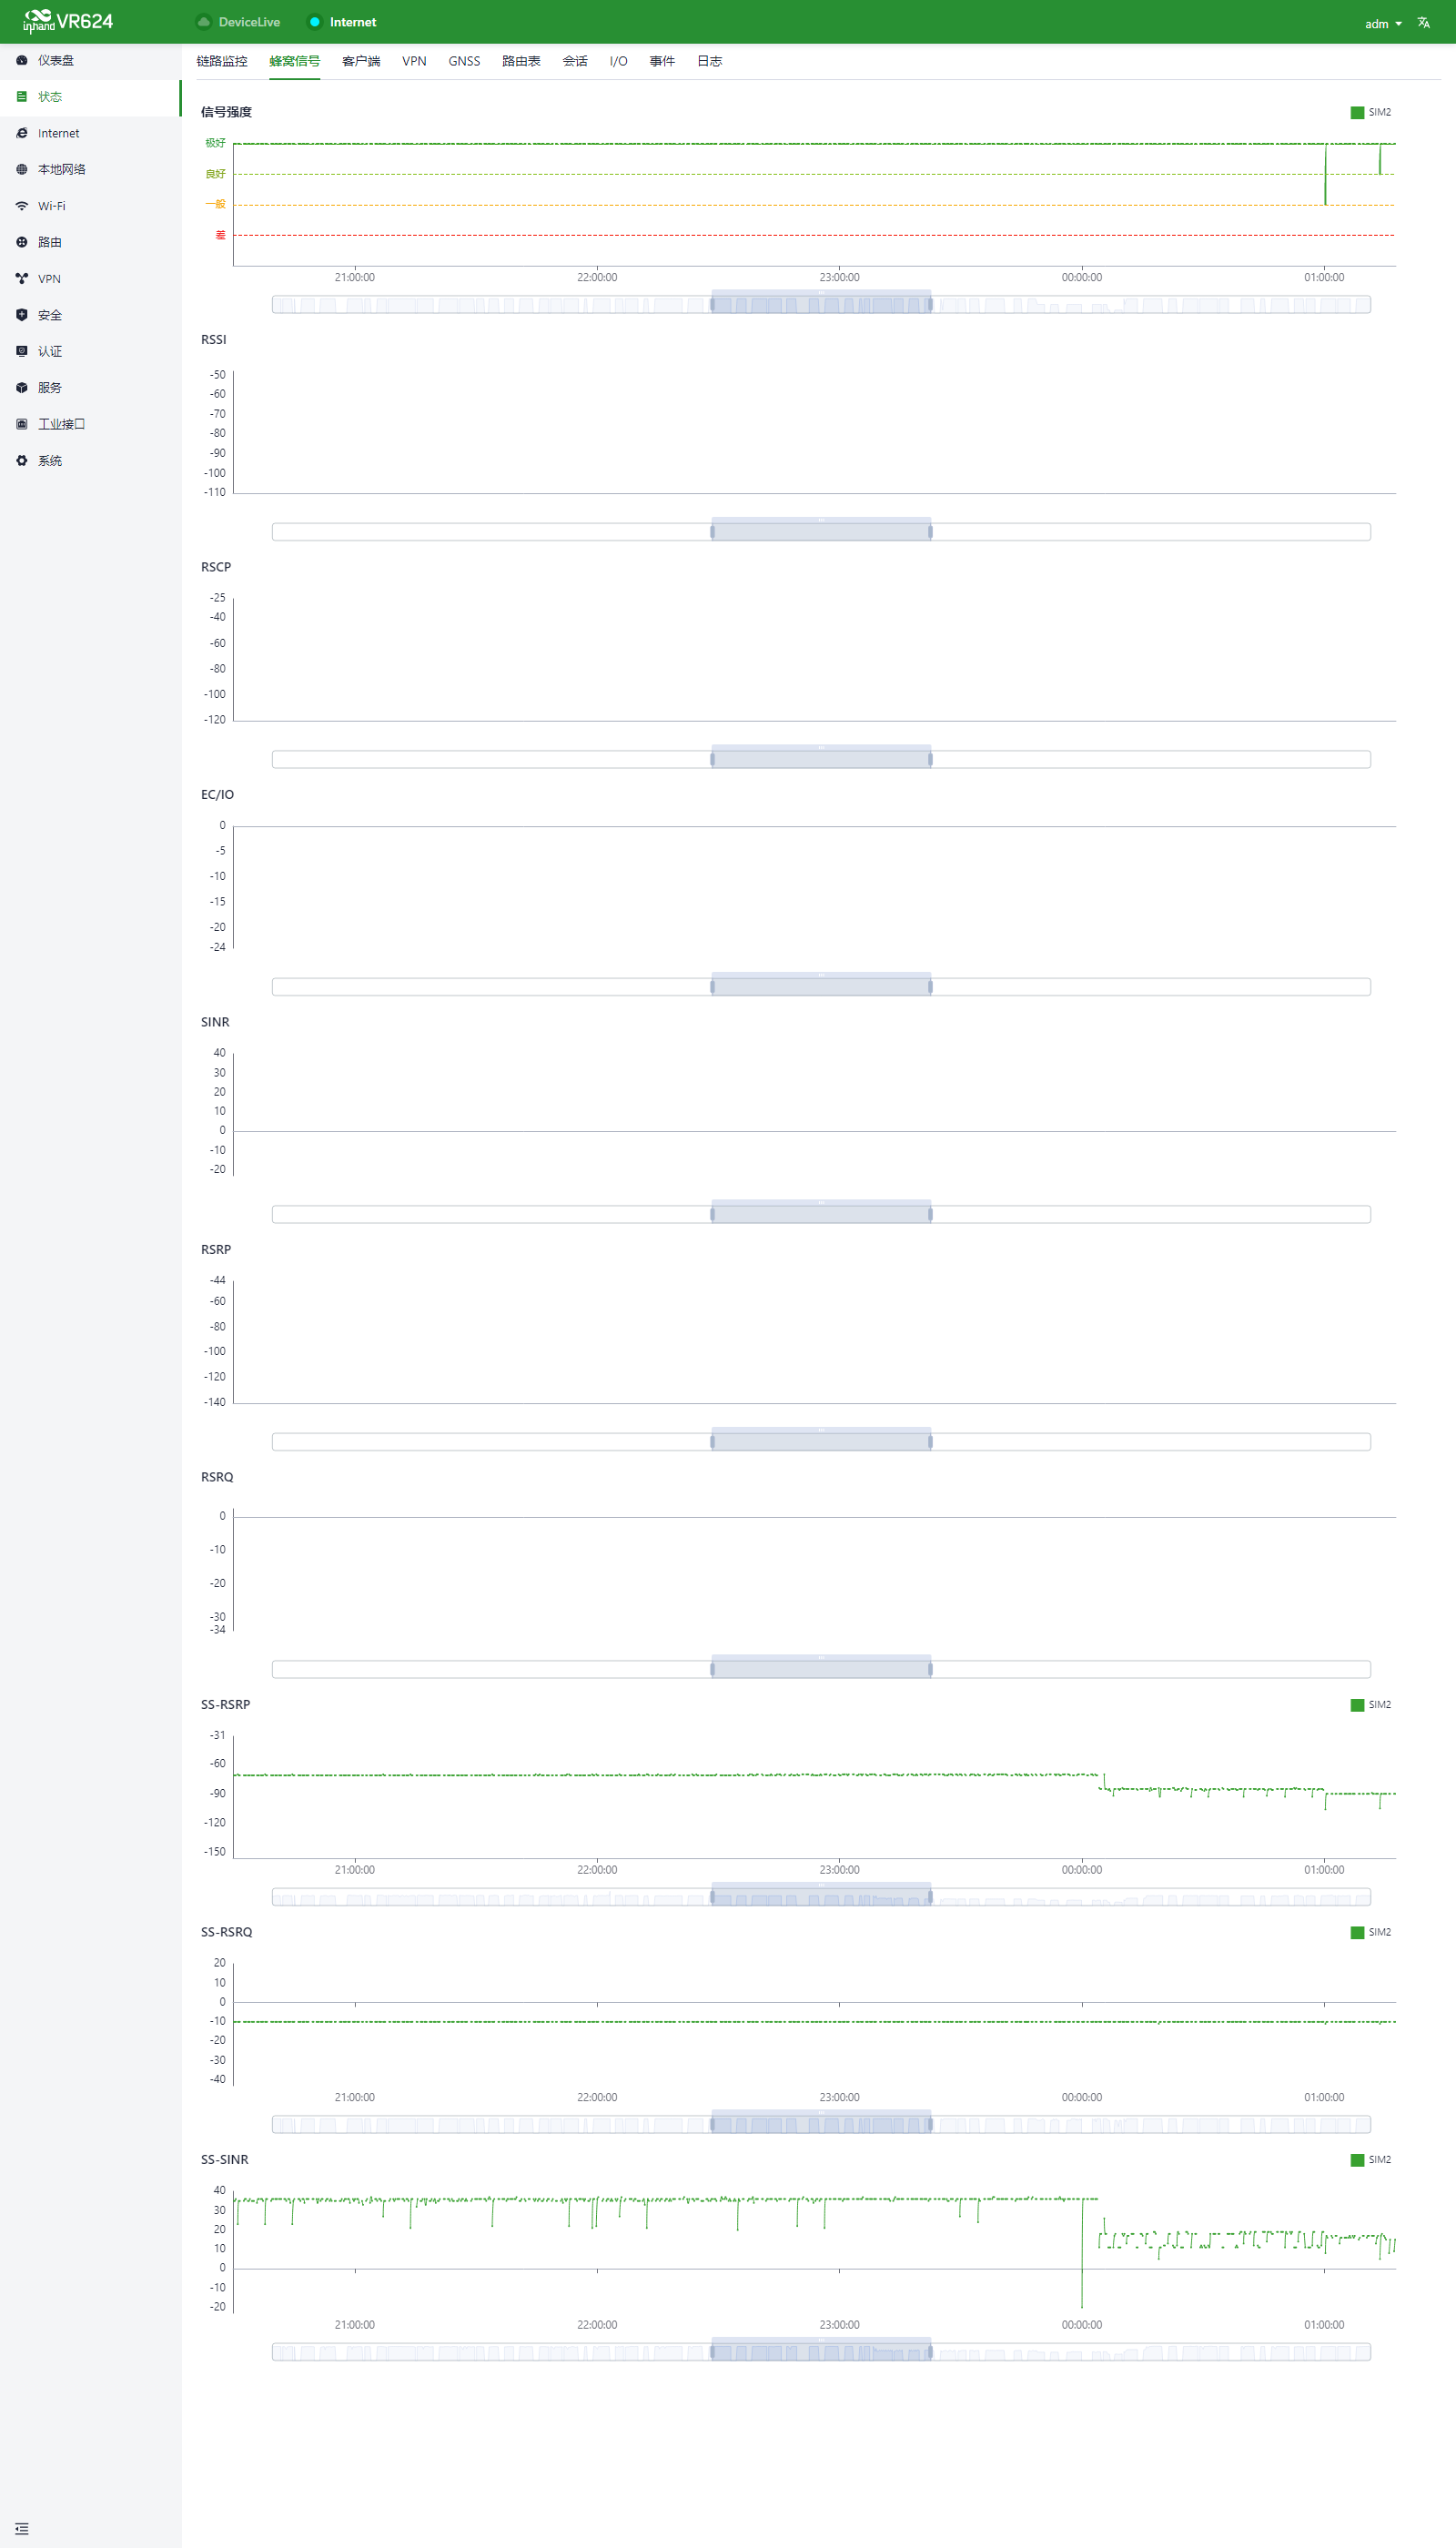 inhand VR624 DeviceLive Internet adm
仪表盘
状态
Internet
本地网络
Wi-Fi
路由
VPN
安全
认证
服务
工业接口
系统
链路监控 蜂窝信号 客户端 VPN GNSS 路由表 会话 I/O 事件 日志
信号强度 SIM2
极好
良好
一般
差
21:00:00 22:00:00 23:00:00 00:00:00 01:00:00
RSSI
-50
-60
-70
-80
-90
-100
-110
RSCP
-25
-40
-60
-80
-100
-120
EC/IO
0
-5
-10
-15
-20
-24
SINR
40
30
20
10
0
-10
-20
RSRP
-44
-60
-80
-100
-120
-140
RSRQ
0
-10
-20
-30
-34
SS-RSRP SIM2
-31
-60
-90
-120
-150
21:00:00 22:00:00 23:00:00 00:00:00 01:00:00
SS-RSRQ SIM2
20
10
0
-10
-20
-30
-40
21:00:00 22:00:00 23:00:00 00:00:00 01:00:00
SS-SINR SIM2
40
30
20
10
0
-10
-20
21:00:00 22:00:00 23:00:00 00:00:00 01:00:00